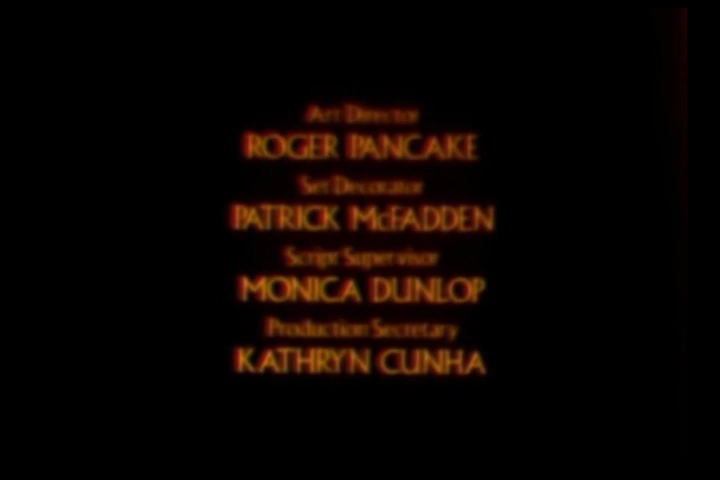 Art Director
ROGER PANCAKE
Set Decorator
PATRICK McFADDEN
Script Supervisor
MONICA DUNLOP
Production Secretary
KATHRYN CUNHA